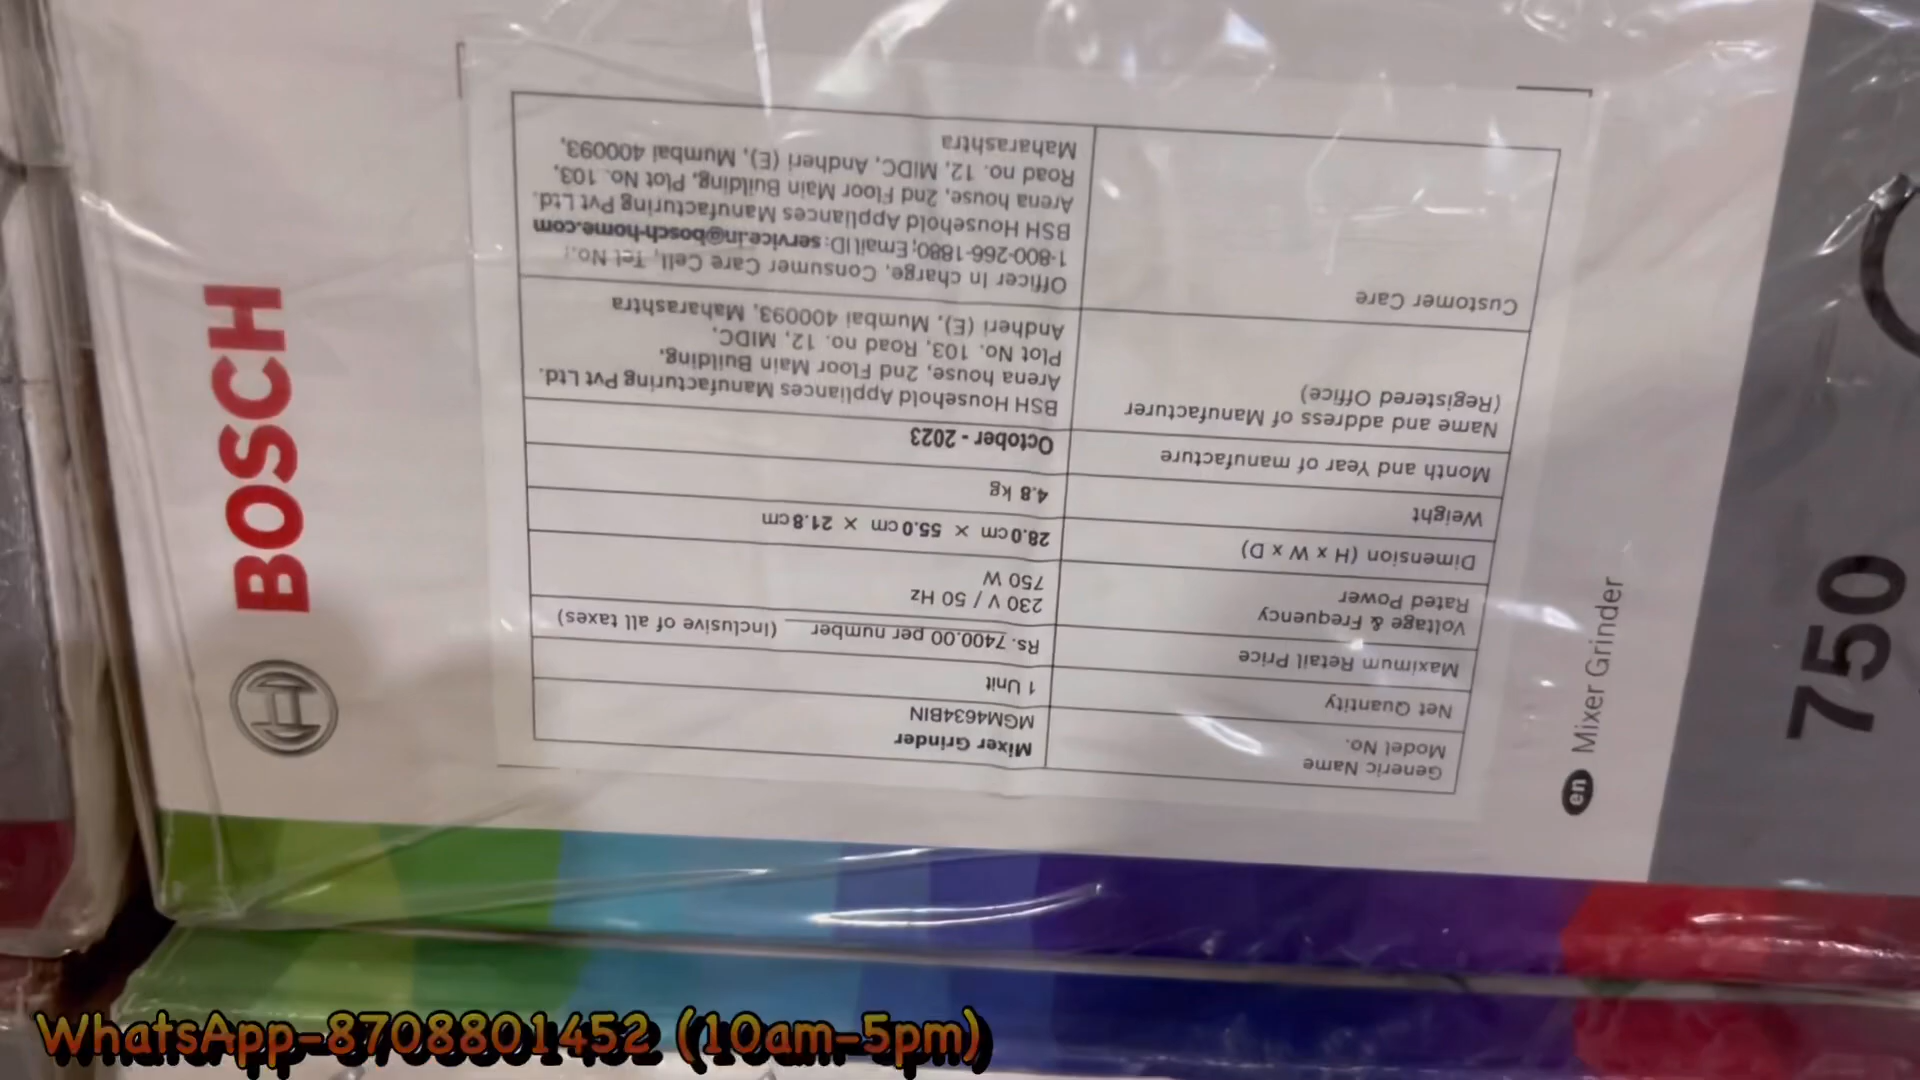 Generic Name
Model No.
Mixer Grinder
MGM4634BIN
Net Quantity
1 Unit
Maximum Retail Price
Rs. 7400.00 per number (Inclusive of all taxes)
Voltage & Frequency
Rated Power
230 V / 50 Hz
750 W
Dimension (H x W x D)
28.0 cm × 55.0 cm × 21.8 cm
Weight
4.8 kg
Month and Year of manufacture
October - 2023
Name and address of Manufacturer
(Registered Office)
BSH Household Appliances Manufacturing Pvt Ltd.
Arena house, 2nd Floor Main Building,
Plot No. 103, Road no. 12, MIDC,
Andheri (E), Mumbai 400093, Maharashtra
Customer Care
Officer In charge, Consumer Care Cell, Tel No.:
1-800-266-1880; Email ID: service.in@bosch-home.com
BSH Household Appliances Manufacturing Pvt Ltd.
Arena house, 2nd Floor Main Building, Plot No. 103,
Road no. 12, MIDC, Andheri (E), Mumbai 400093,
Maharashtra
BOSCH
en Mixer Grinder
750
WhatsApp-8708801452 (10am-5pm)